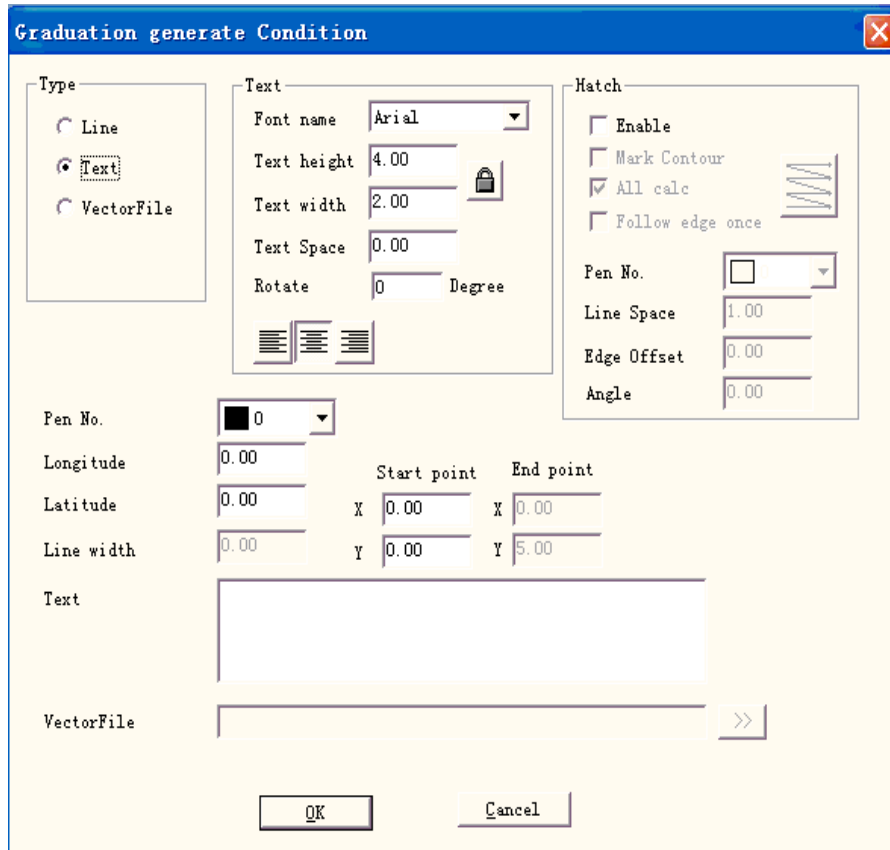 Graduation generate Condition
Type
Line
Text
VectorFile
Text
Font name Arial
Text height 4.00
Text width 2.00
Text Space 0.00
Rotate 0 Degree
Hatch
Enable
Mark Contour
All calc
Follow edge once
Pen No.
Line Space 1.00
Edge Offset 0.00
Angle 0.00
Pen No. 0
Longitude 0.00
Latitude 0.00
Line width 0.00
Start point End point
X 0.00 X 0.00
Y 0.00 Y 5.00
Text
VectorFile >>
OK Cancel